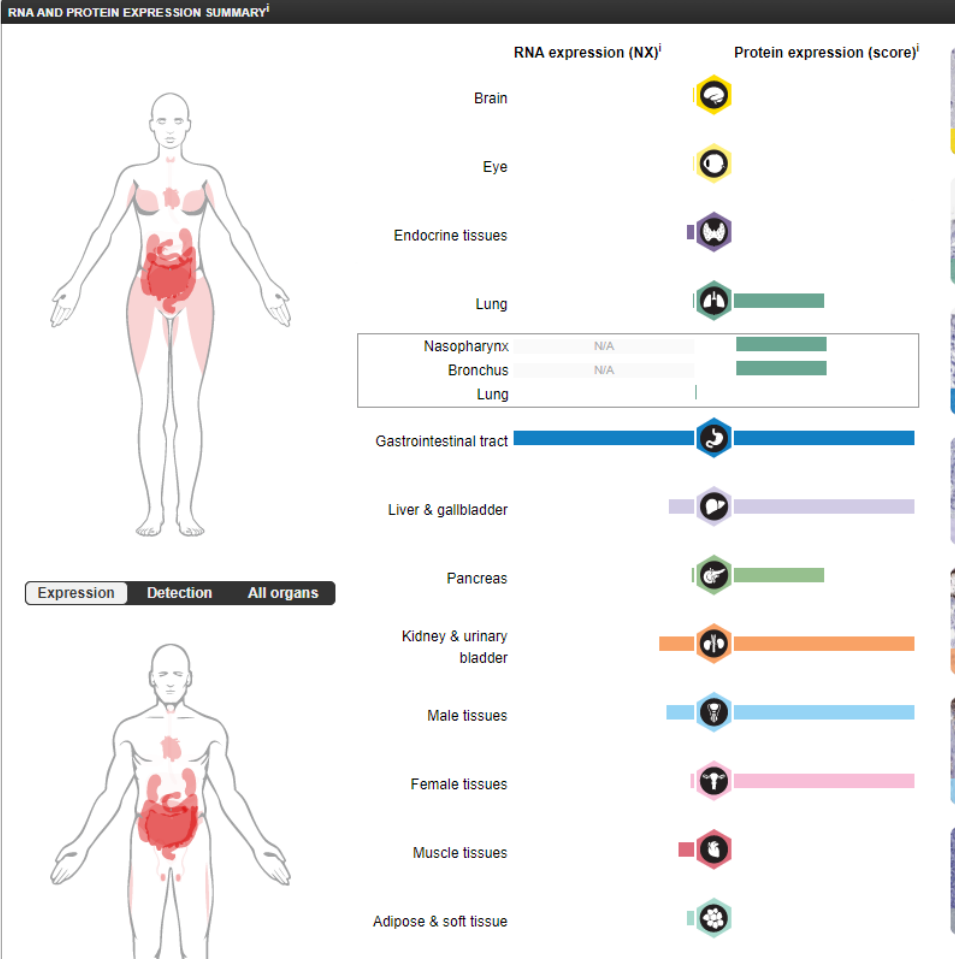 RNA AND PROTEIN EXPRESSION SUMMARYi
RNA expression (NX)i
Protein expression (score)i
Brain
Eye
Endocrine tissues
Lung
Nasopharynx
N/A
Bronchus
N/A
Lung
Gastrointestinal tract
Liver & gallbladder
Pancreas
Kidney & urinary
bladder
Male tissues
Female tissues
Muscle tissues
Adipose & soft tissue
Expression
Detection
All organs